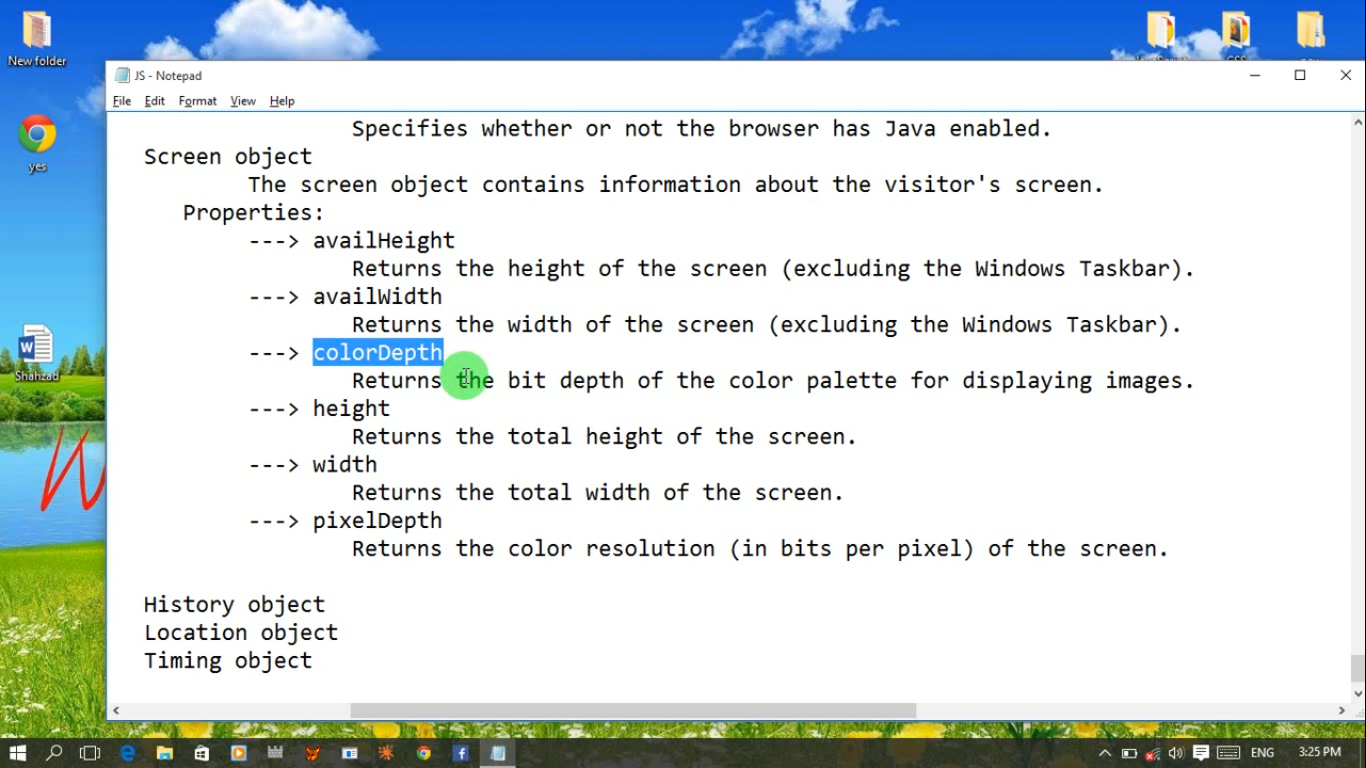 New folder
JS - Notepad
File Edit Format View Help
yes
Specifies whether or not the browser has Java enabled.
Screen object
The screen object contains information about the visitor's screen.
Properties:
---> availHeight
Returns the height of the screen (excluding the Windows Taskbar).
---> availWidth
Returns the width of the screen (excluding the Windows Taskbar).
---> colorDepth
Returns the bit depth of the color palette for displaying images.
---> height
Returns the total height of the screen.
---> width
Returns the total width of the screen.
---> pixelDepth
Returns the color resolution (in bits per pixel) of the screen.
History object
Location object
Timing object
Shahzad
W
ENG
3:25 PM